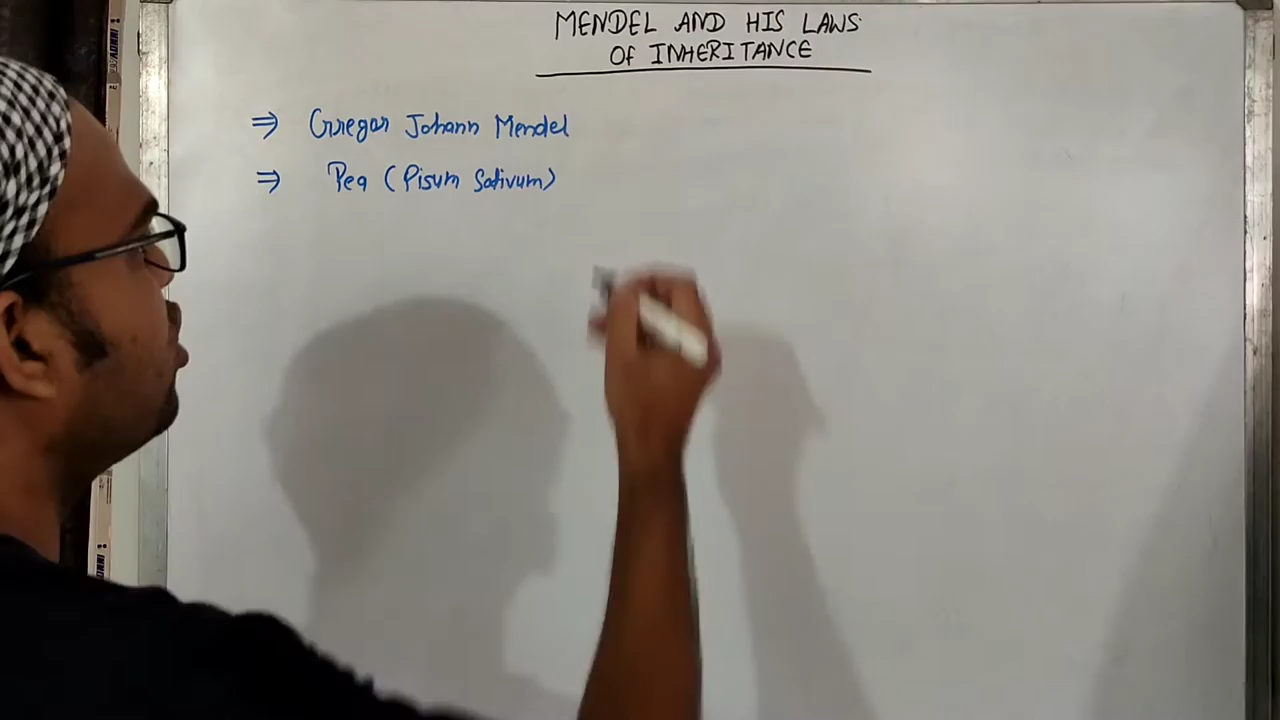 MENDEL AND HIS LAWS
OF INHERITANCE
⇒ Gregor Johann Mendel
⇒ Pea (Pisum Sativum)